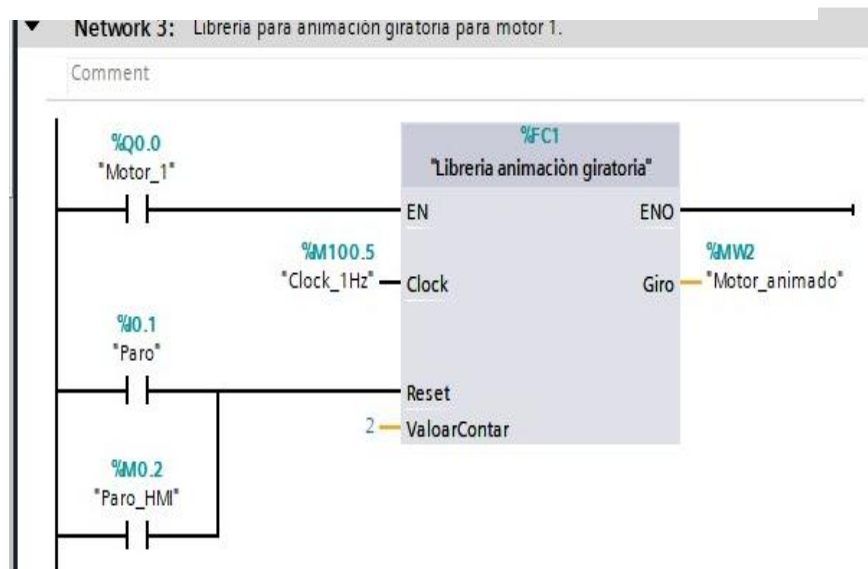 Network 3: Libreria para animación giratoria para motor 1.
Comment
%Q0.0
"Motor_1"
%FC1
"Libreria animaciòn giratoria"
EN
ENO
%M100.5
"Clock_1Hz"
Clock
%MW2
Giro
"Motor_animado"
%I0.1
"Paro"
Reset
2
ValoarContar
%M0.2
"Paro_HMI"